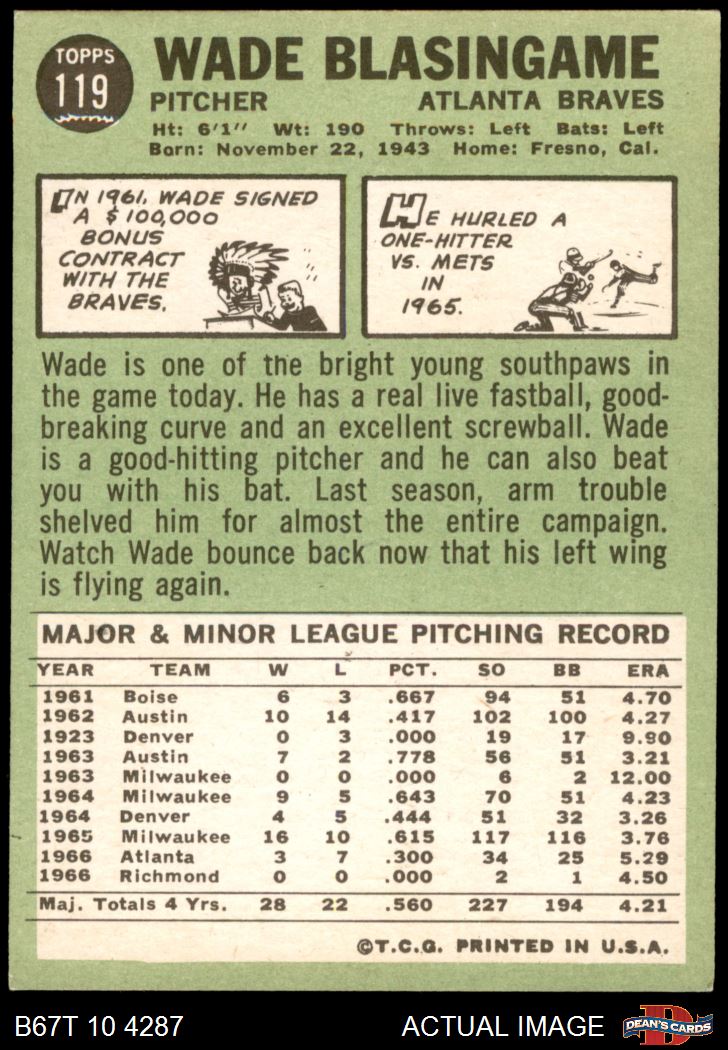 TOPPS
119
WADE BLASINGAME
PITCHER ATLANTA BRAVES
Ht: 6'1" Wt: 190 Throws: Left Bats: Left
Born: November 22, 1943 Home: Fresno, Cal.
IN 1961, WADE SIGNED
A $100,000
BONUS
CONTRACT
WITH THE
BRAVES.
HE HURLED A
ONE-HITTER
VS. METS
IN
1965.
Wade is one of the bright young southpaws in
the game today. He has a real live fastball, good-
breaking curve and an excellent screwball. Wade
is a good-hitting pitcher and he can also beat
you with his bat. Last season, arm trouble
shelved him for almost the entire campaign.
Watch Wade bounce back now that his left wing
is flying again.
MAJOR & MINOR LEAGUE PITCHING RECORD
YEAR TEAM W L PCT. SO BB ERA
1961 Boise 6 3 .667 94 51 4.70
1962 Austin 10 14 .417 102 100 4.27
1923 Denver 0 3 .000 19 17 9.90
1963 Austin 7 2 .778 56 51 3.21
1963 Milwaukee 0 0 .000 6 2 12.00
1964 Milwaukee 9 5 .643 70 51 4.23
1964 Denver 4 5 .444 51 32 3.26
1965 Milwaukee 16 10 .615 117 116 3.76
1966 Atlanta 3 7 .300 34 25 5.29
1966 Richmond 0 0 .000 2 1 4.50
Maj. Totals 4 Yrs. 28 22 .560 227 194 4.21
©T.C.G. PRINTED IN U.S.A.
B67T 10 4287 ACTUAL IMAGE
D
DEAN'S CARDS